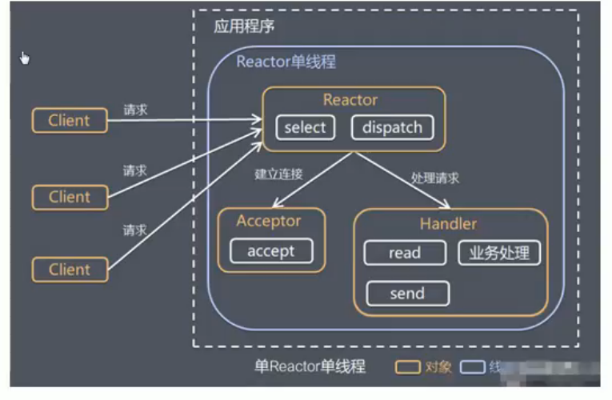 应用程序
Reactor单线程
Reactor
select
dispatch
Client
请求
Client
请求
Client
请求
建立连接
处理请求
Acceptor
accept
Handler
read
业务处理
send
单Reactor单线程
对象
线